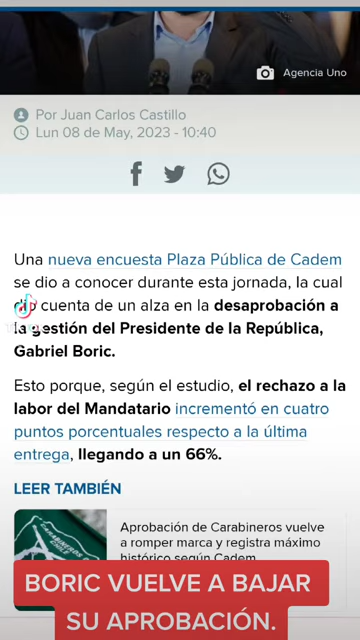 Agencia Uno
Por Juan Carlos Castillo
Lun 08 de May, 2023 - 10:40
Una nueva encuesta Plaza Pública de Cadem
se dio a conocer durante esta jornada, la cual
dio cuenta de un alza en la desaprobación a
la gestión del Presidente de la República,
Gabriel Boric.
Esto porque, según el estudio, el rechazo a la
labor del Mandatario incrementó en cuatro
puntos porcentuales respecto a la última
entrega, llegando a un 66%.
LEER TAMBIÉN
Aprobación de Carabineros vuelve
a romper marca y registra máximo
histórico según Cadem
CARABINEROS
BORIC VUELVE A BAJAR
SU APROBACIÓN.